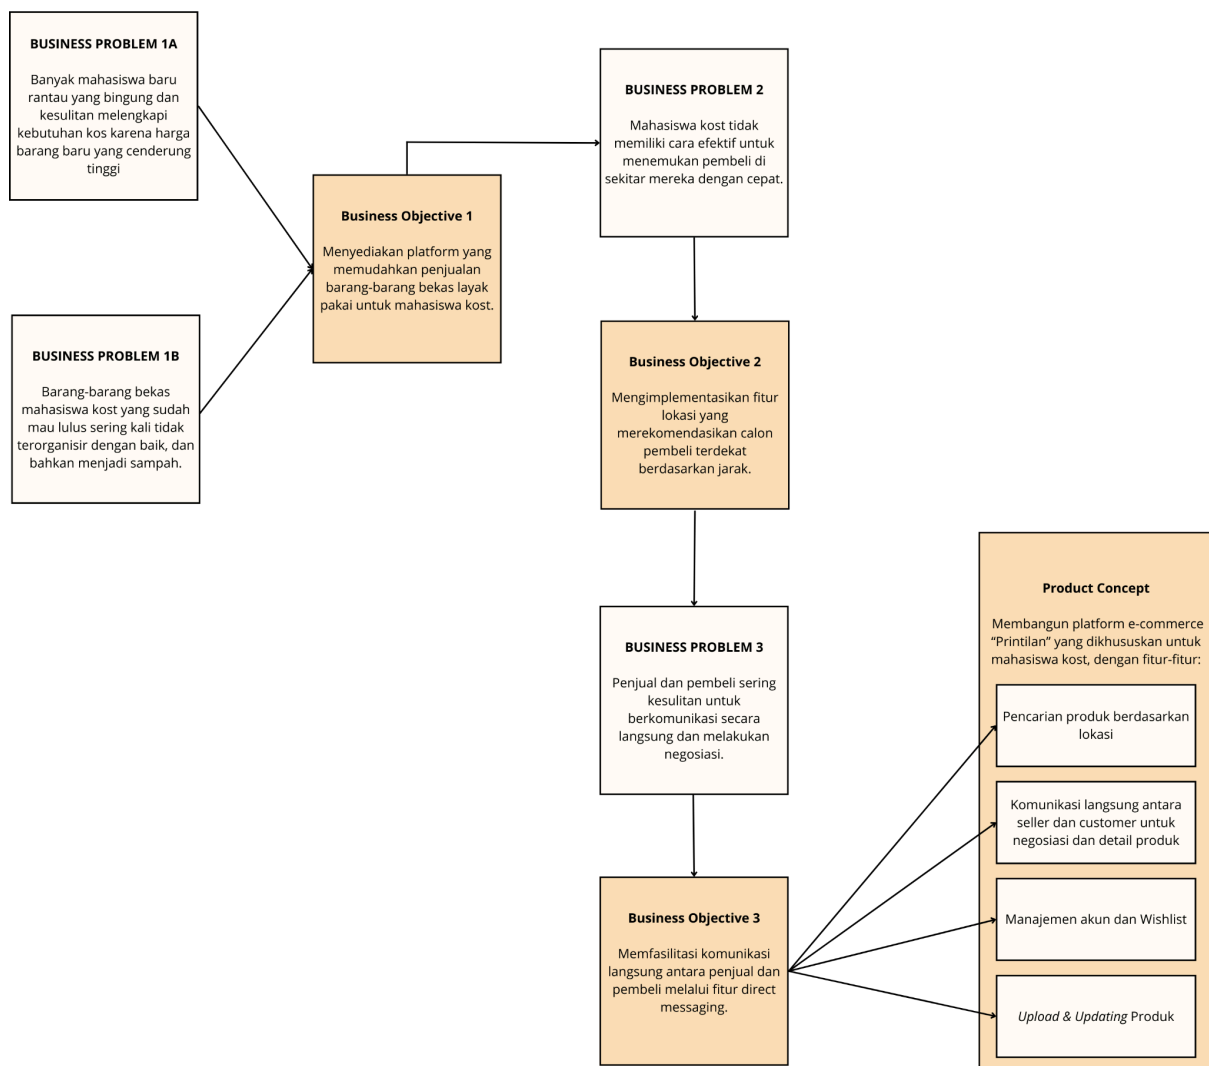 BUSINESS PROBLEM 1A
Banyak mahasiswa baru
rantau yang bingung dan
kesulitan melengkapi
kebutuhan kos karena harga
barang baru yang cenderung
tinggi
BUSINESS PROBLEM 1B
Barang-barang bekas
mahasiswa kost yang sudah
mau lulus sering kali tidak
terorganisir dengan baik, dan
bahkan menjadi sampah.
Business Objective 1
Menyediakan platform yang
memudahkan penjualan
barang-barang bekas layak
pakai untuk mahasiswa kost.
BUSINESS PROBLEM 2
Mahasiswa kost tidak
memiliki cara efektif untuk
menemukan pembeli di
sekitar mereka dengan cepat.
Business Objective 2
Mengimplementasikan fitur
lokasi yang
merekomendasikan calon
pembeli terdekat
berdasarkan jarak.
BUSINESS PROBLEM 3
Penjual dan pembeli sering
kesulitan untuk
berkomunikasi secara
langsung dan melakukan
negosiasi.
Business Objective 3
Memfasilitasi komunikasi
langsung antara penjual dan
pembeli melalui fitur direct
messaging.
Product Concept
Membangun platform e-commerce
“Printilan” yang dikhususkan untuk
mahasiswa kost, dengan fitur-fitur:
Pencarian produk berdasarkan
lokasi
Komunikasi langsung antara
seller dan customer untuk
negosiasi dan detail produk
Manajemen akun dan Wishlist
Upload & Updating Produk